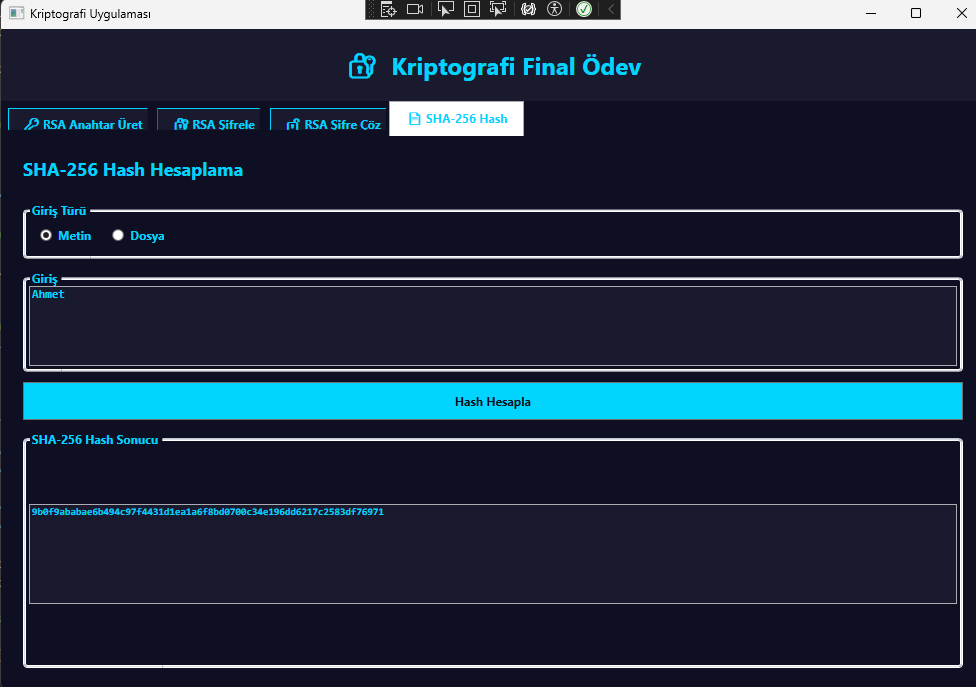 Kriptografi Uygulaması
Kriptografi Final Ödev
RSA Anahtar Üret
RSA Şifrele
RSA Şifre Çöz
SHA-256 Hash
SHA-256 Hash Hesaplama
Giriş Türü
Metin Dosya
Giriş
Ahmet
Hash Hesapla
SHA-256 Hash Sonucu
9b0f9ababae6b494c97f4431d1ea1a6f8bd0700c34e196dd6217c2583df76971